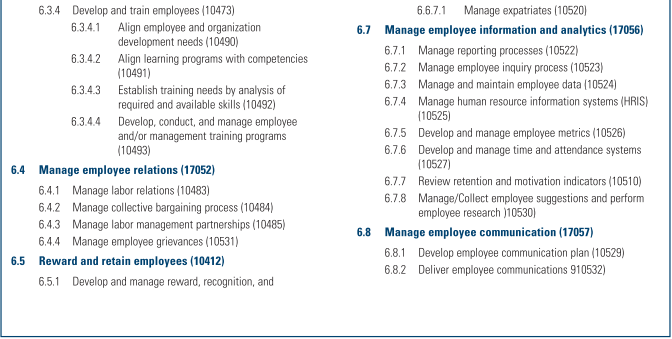 6.3.4 Develop and train employees (10473)
6.3.4.1 Align employee and organization
development needs (10490)
6.3.4.2 Align learning programs with competencies
(10491)
6.3.4.3 Establish training needs by analysis of
required and available skills (10492)
6.3.4.4 Develop, conduct, and manage employee
and/or management training programs
(10493)
6.4 Manage employee relations (17052)
6.4.1 Manage labor relations (10483)
6.4.2 Manage collective bargaining process (10484)
6.4.3 Manage labor management partnerships (10485)
6.4.4 Manage employee grievances (10531)
6.5 Reward and retain employees (10412)
6.5.1 Develop and manage reward, recognition, and
6.6.7.1 Manage expatriates (10520)
6.7 Manage employee information and analytics (17056)
6.7.1 Manage reporting processes (10522)
6.7.2 Manage employee inquiry process (10523)
6.7.3 Manage and maintain employee data (10524)
6.7.4 Manage human resource information systems (HRIS)
(10525)
6.7.5 Develop and manage employee metrics (10526)
6.7.6 Develop and manage time and attendance systems
(10527)
6.7.7 Review retention and motivation indicators (10510)
6.7.8 Manage/Collect employee suggestions and perform
employee research )10530)
6.8 Manage employee communication (17057)
6.8.1 Develop employee communication plan (10529)
6.8.2 Deliver employee communications 910532)